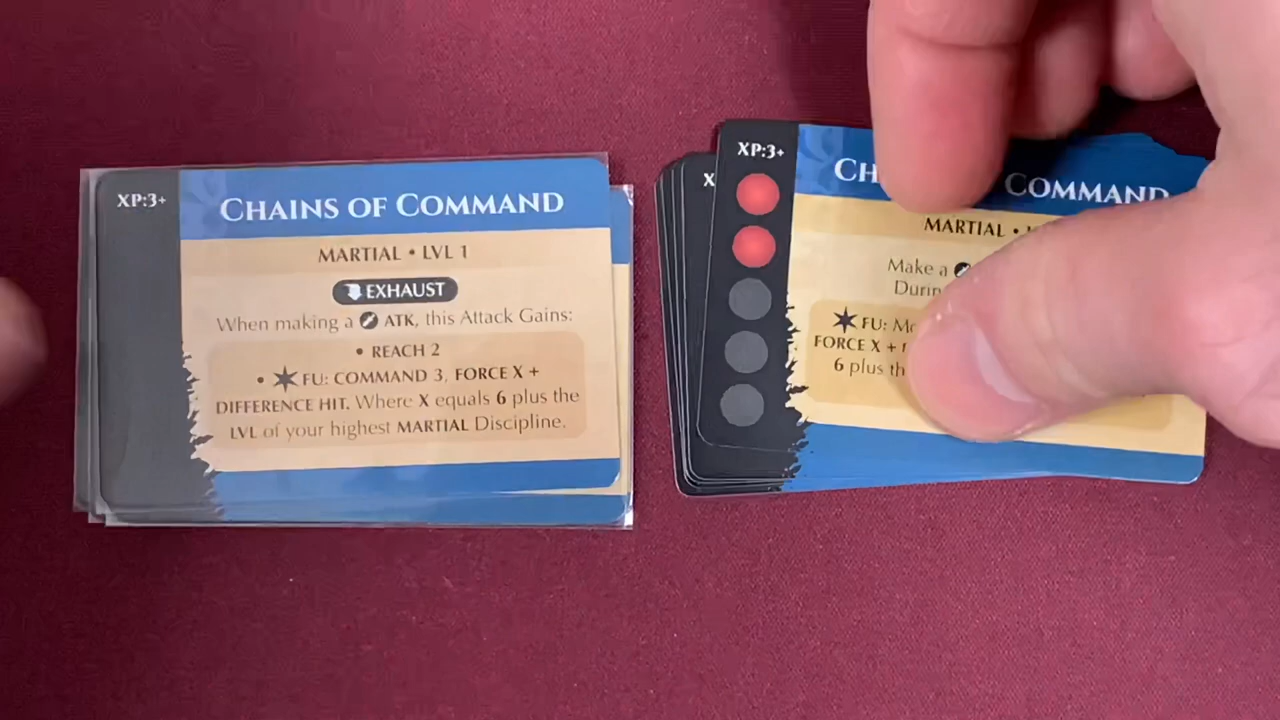 XP:3+
CHAINS OF COMMAND
MARTIAL • LVL 1
EXHAUST
When making a ATK, this Attack Gains:
• REACH 2
• FU: COMMAND 3, FORCE X +
DIFFERENCE HIT. Where X equals 6 plus the
LVL of your highest MARTIAL Discipline.
X
XP:3+
CH COMMAND
MARTIAL •
Make a
Durin
FU: Mo
FORCE X +
6 plus th